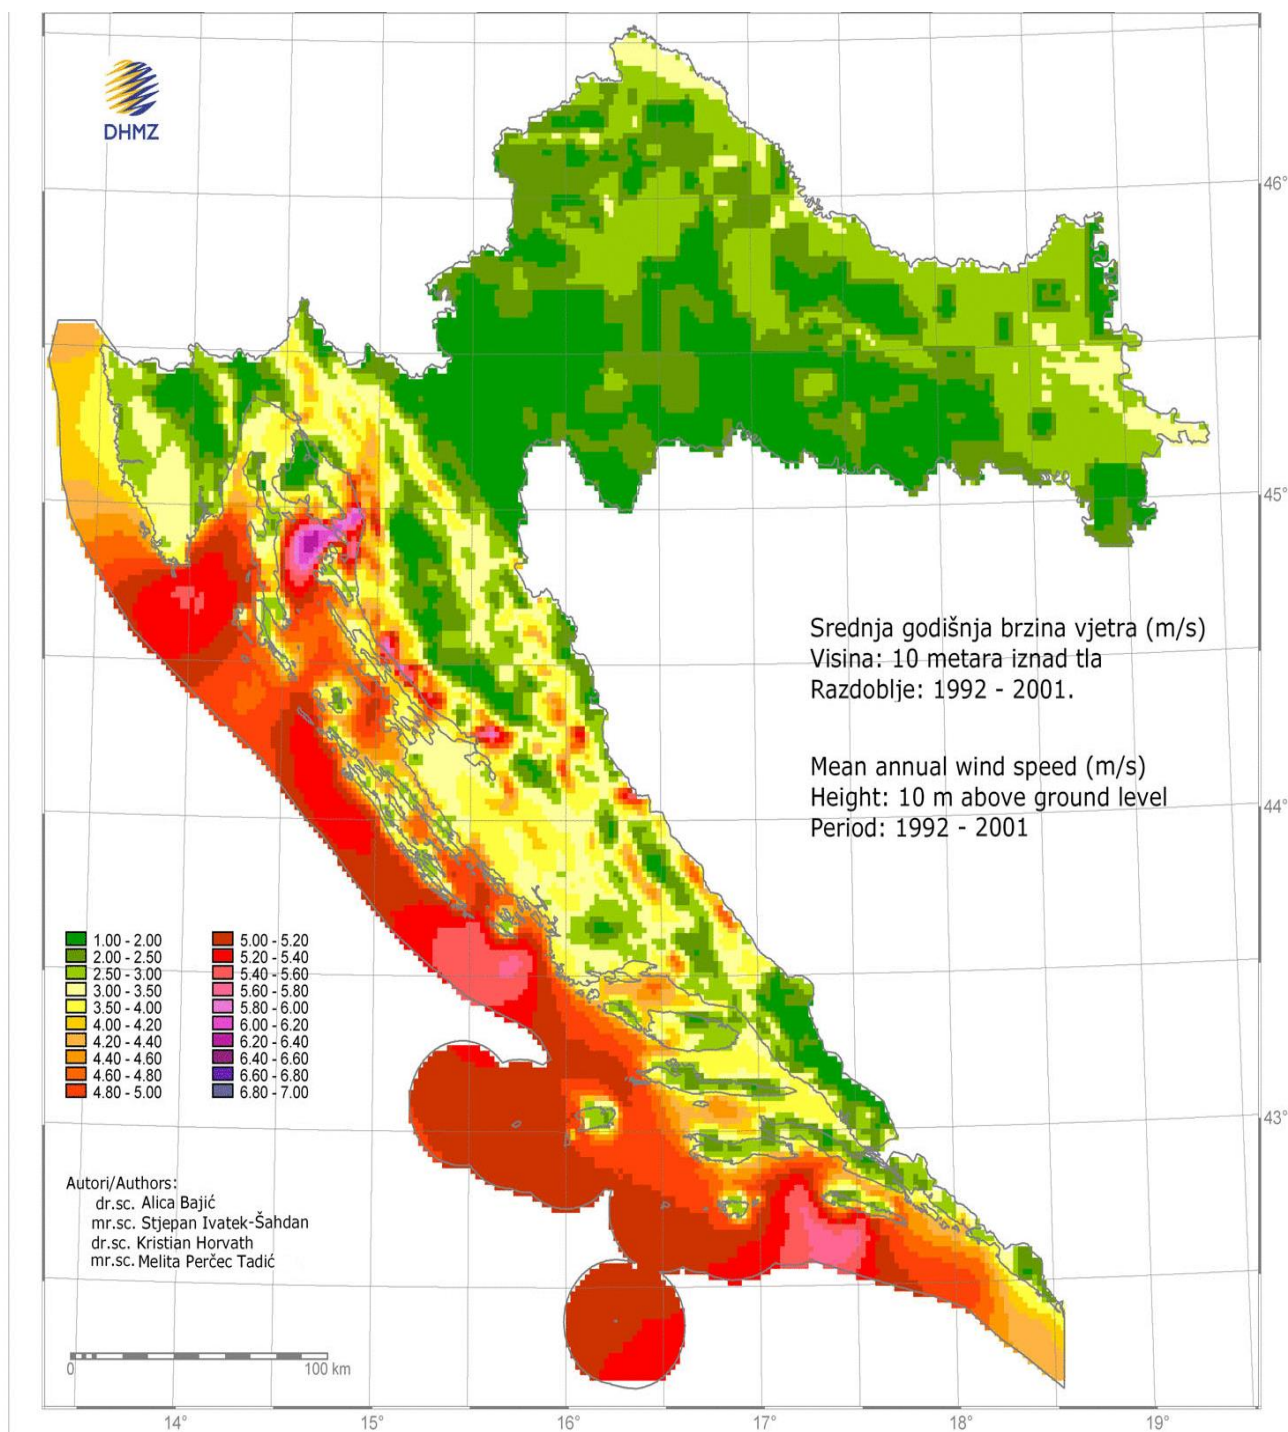 DHMZ
46°
45°
Srednja godišnja brzina vjetra (m/s)
Visina: 10 metara iznad tla
Razdoblje: 1992 - 2001.
Mean annual wind speed (m/s)
Height: 10 m above ground level
Period: 1992 - 2001
44°
1.00 - 2.00
2.00 - 2.50
2.50 - 3.00
3.00 - 3.50
3.50 - 4.00
4.00 - 4.20
4.20 - 4.40
4.40 - 4.60
4.60 - 4.80
4.80 - 5.00
5.00 - 5.20
5.20 - 5.40
5.40 - 5.60
5.60 - 5.80
5.80 - 6.00
6.00 - 6.20
6.20 - 6.40
6.40 - 6.60
6.60 - 6.80
6.80 - 7.00
43°
Autori/Authors:
dr.sc. Alica Bajić
mr.sc. Stjepan Ivatek-Šahdan
dr.sc. Kristian Horvath
mr.sc. Melita Perčec Tadić
0 100 km
14° 15° 16° 17° 18° 19°